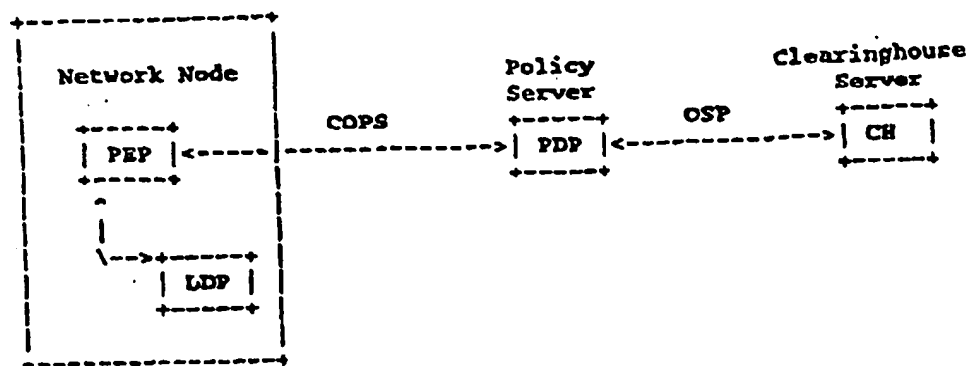 Network Node
Policy
Server
Clearinghouse
Server
COPS
OSP
PEP
PDP
CH
LDP